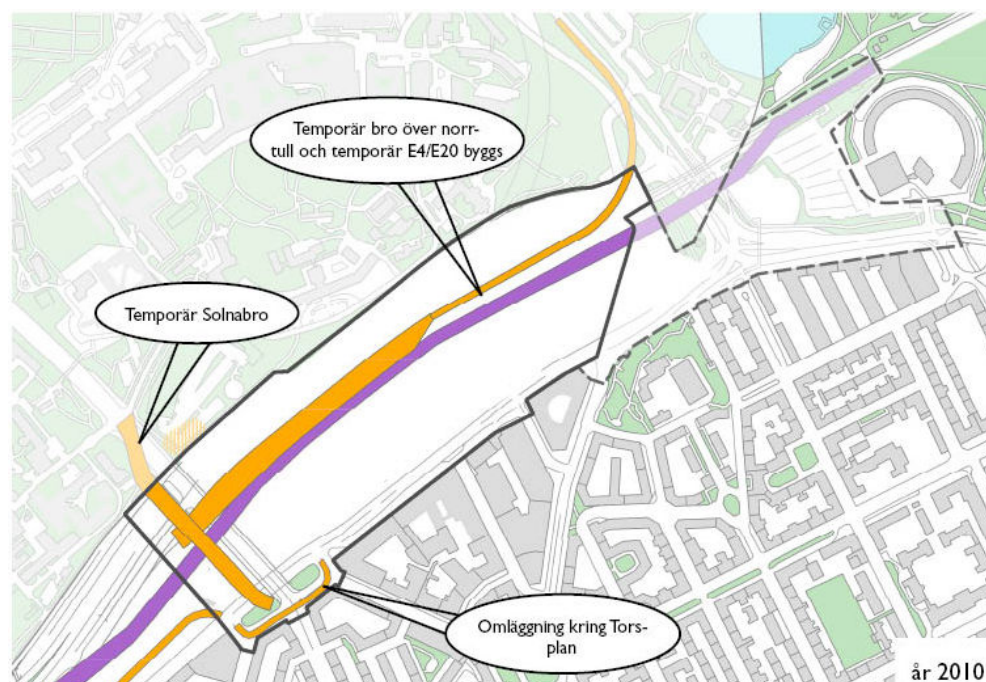 Temporär bro över norr-
tull och temporär E4/E20 byggs
Temporär Solnabro
Omläggning kring Tors-
plan
år 2010